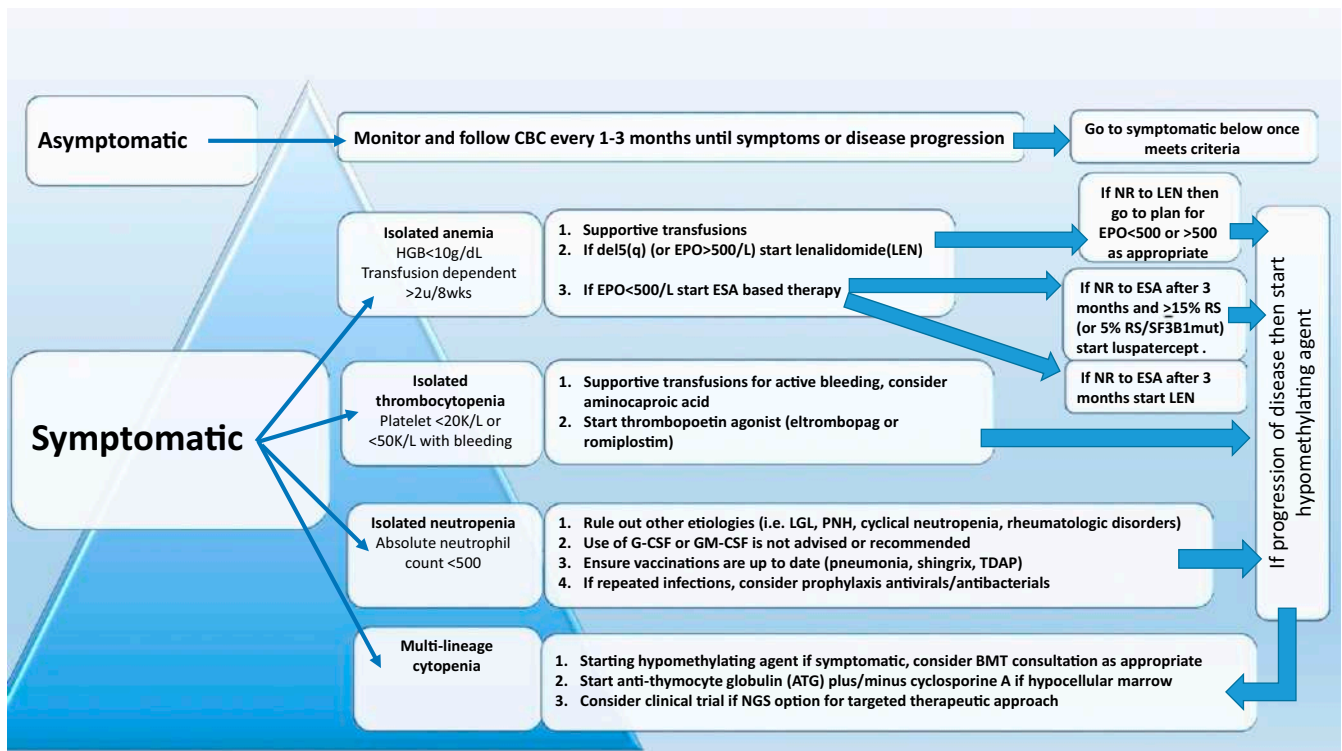 Asymptomatic
Monitor and follow CBC every 1-3 months until symptoms or disease progression
Go to symptomatic below once
meets criteria
Symptomatic
Isolated anemia
HGB<10g/dL
Transfusion dependent
>2u/8wks
1. Supportive transfusions
2. If del5(q) (or EPO>500/L) start lenalidomide(LEN)
3. If EPO<500/L start ESA based therapy
If NR to LEN then
go to plan for
EPO<500 or >500
as appropriate
If NR to ESA after 3
months and >15% RS
(or 5% RS/SF3B1mut)
start luspatercept .
If NR to ESA after 3
months start LEN
Isolated
thrombocytopenia
Platelet <20K/L or
<50K/L with bleeding
1. Supportive transfusions for active bleeding, consider
aminocaproic acid
2. Start thrombopoetin agonist (eltrombopag or
romiplostim)
Isolated neutropenia
Absolute neutrophil
count <500
1. Rule out other etiologies (i.e. LGL, PNH, cyclical neutropenia, rheumatologic disorders)
2. Use of G-CSF or GM-CSF is not advised or recommended
3. Ensure vaccinations are up to date (pneumonia, shingrix, TDAP)
4. If repeated infections, consider prophylaxis antivirals/antibacterials
If progression of disease then start
hypomethylating agent
Multi-lineage
cytopenia
1. Starting hypomethylating agent if symptomatic, consider BMT consultation as appropriate
2. Start anti-thymocyte globulin (ATG) plus/minus cyclosporine A if hypocellular marrow
3. Consider clinical trial if NGS option for targeted therapeutic approach